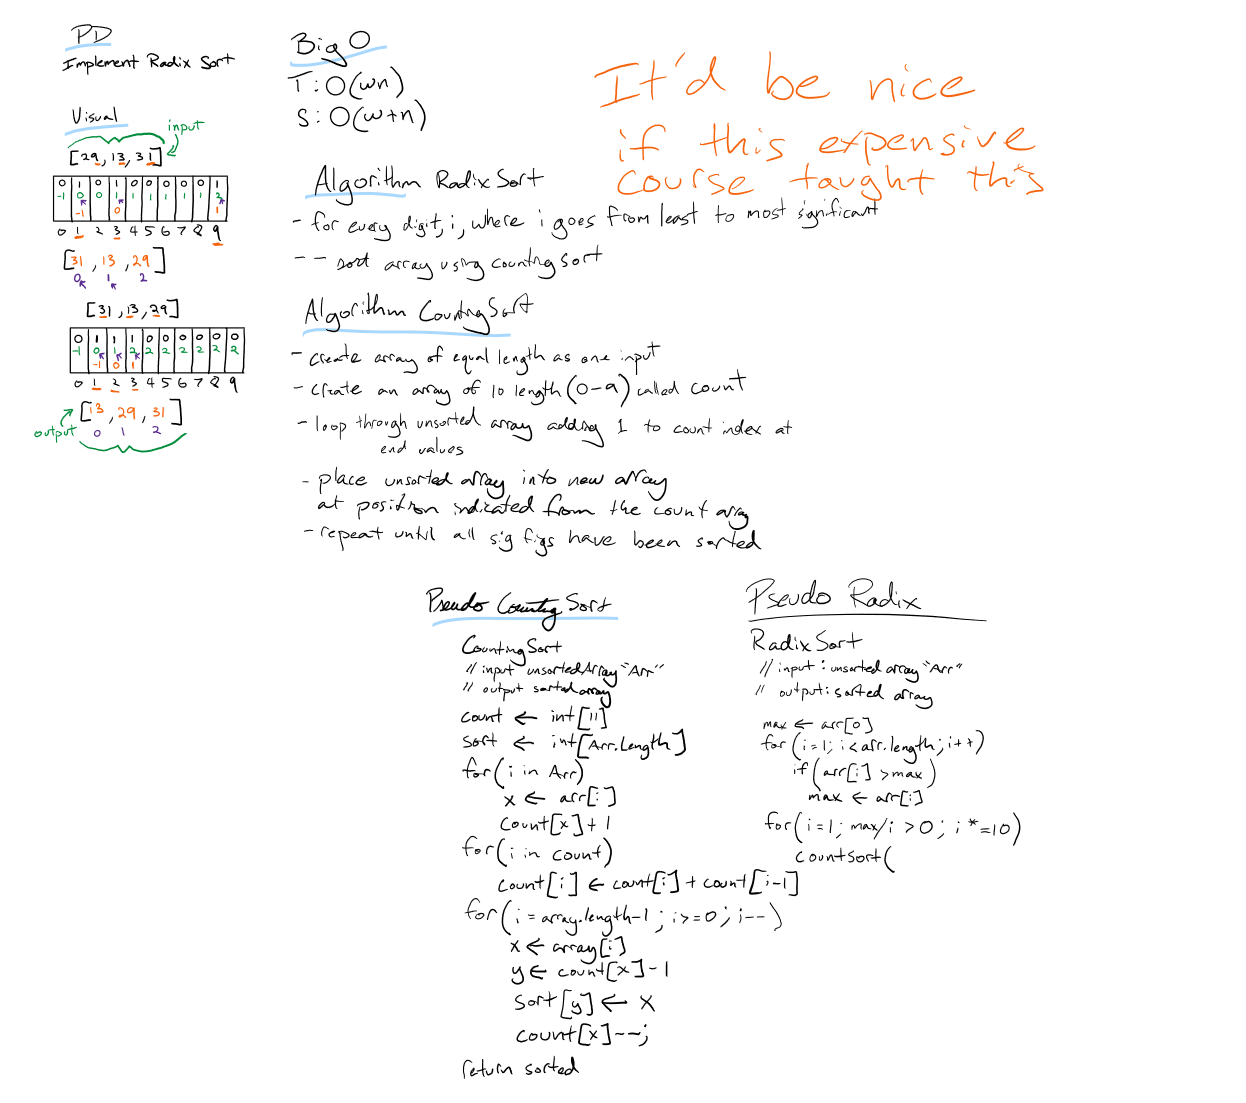 PD
Implement Radix Sort
Visual
input
[29, 13, 31]
0 1 0 1 0 0 0 0 0 1
-1 0 0 1 1 1 1 1 1 2
-1 0 1
0 1 2 3 4 5 6 7 8 9
[31, 13, 29]
0 1 2
[31, 13, 29]
0 1 1 1 0 0 0 0 0 0
-1 0 1 2 2 2 2 2 2 2
-1 0 1
0 1 2 3 4 5 6 7 8 9
[13, 29, 31]
output
0 1 2
Big O
T: O(wn)
S: O(w+n)
It'd be nice
if this expensive
course taught this
Algorithm Radix Sort
- for every digit, i, where i goes from least to most significant
- - sort array using counting sort
Algorithm Counting Sort
- create array of equal length as one input
- create an array of 10 length (0-9) called count
- loop through unsorted array adding 1 to count index at
end values
- place unsorted array into new array
at position indicated from the count array
- repeat until all sig figs have been sorted
Pseudo Counting Sort
Counting Sort
// input unsortedArray "Arr"
// output sorted array
count ← int[11]
sort ← int[Arr.Length]
for(i in Arr)
x ← arr[i]
count[x]+1
for(i in count)
count[i] ← count[i] + count[i-1]
for(i = array.length-1; i>=0; i--)
x ← array[i]
y ← count[x]-1
sort[y] ← x
count[x]--;
return sorted
Pseudo Radix
Radix Sort
// input: unsorted array "Arr"
// output: sorted array
max ← arr[0]
for(i=1; i<arr.length; i++)
if(arr[i] >max)
max ← arr[i]
for(i=1; max/i >0; i*=10)
countsort(